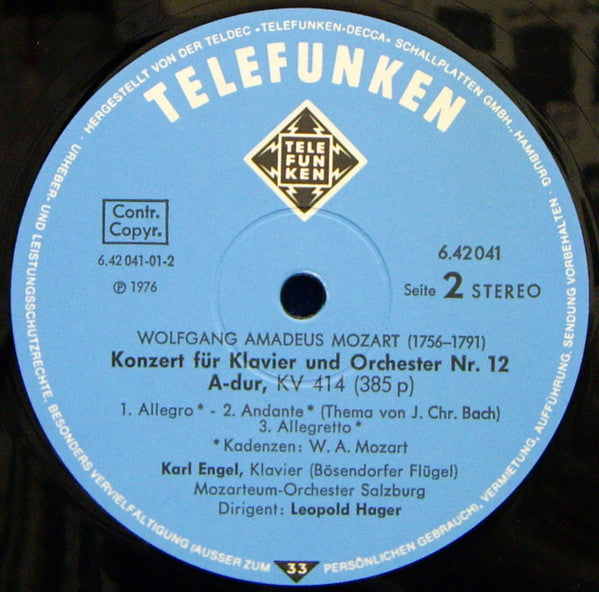 · HERGESTELLT VON DER TELDEC »TELEFUNKEN-DECCA« SCHALLPLATTEN GMBH., HAMBURG ·
URHEBER- UND LEISTUNGSSCHUTZRECHTE, BESONDERS VERVIELFÄLTIGUNG (AUSSER ZUM PERSÖNLICHEN GEBRAUCH), VERMIETUNG, AUFFÜHRUNG, SENDUNG VORBEHALTEN
TELEFUNKEN
TELE
FUN
KEN
Contr.
Copyr.
6.42 041-01-2
℗ 1976
6.42 041
Seite 2 STEREO
WOLFGANG AMADEUS MOZART (1756–1791)
Konzert für Klavier und Orchester Nr. 12
A-dur, KV 414 (385 p)
1. Allegro* - 2. Andante* (Thema von J. Chr. Bach)
3. Allegretto*
*Kadenzen: W. A. Mozart
Karl Engel, Klavier (Bösendorfer Flügel)
Mozarteum-Orchester Salzburg
Dirigent: Leopold Hager
33